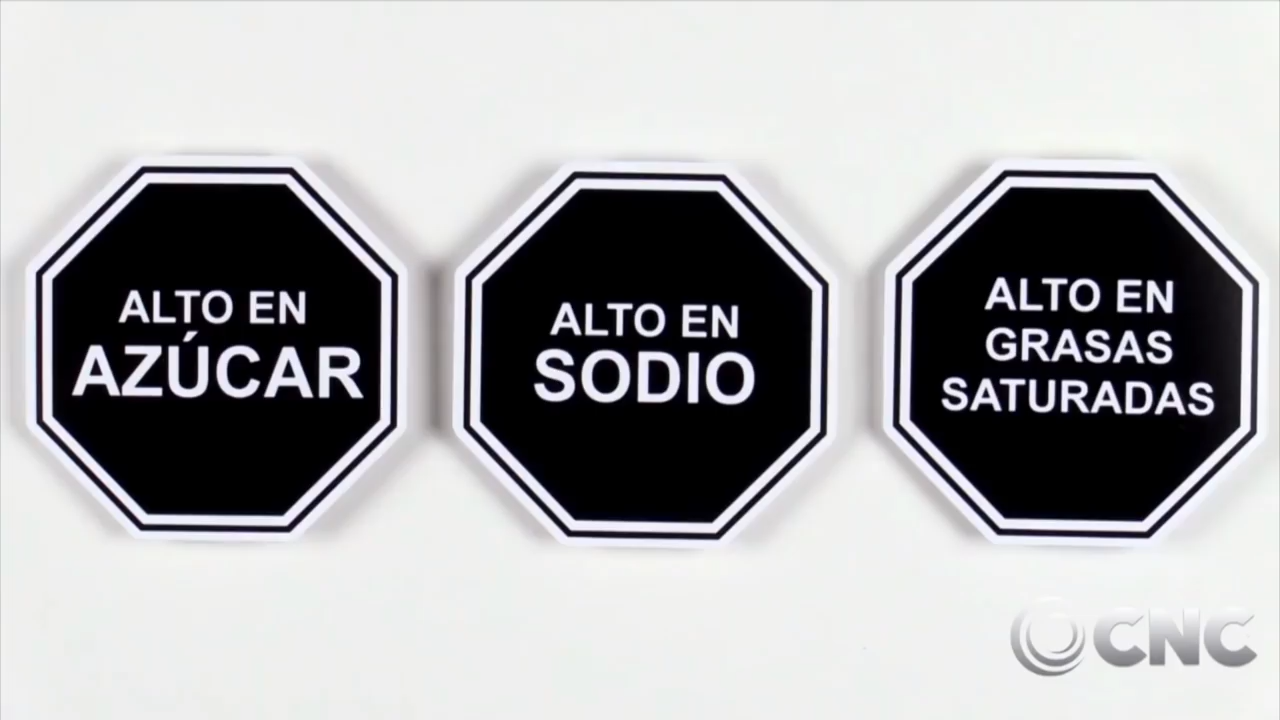 ALTO EN
AZÚCAR
ALTO EN
SODIO
ALTO EN
GRASAS
SATURADAS
CNC